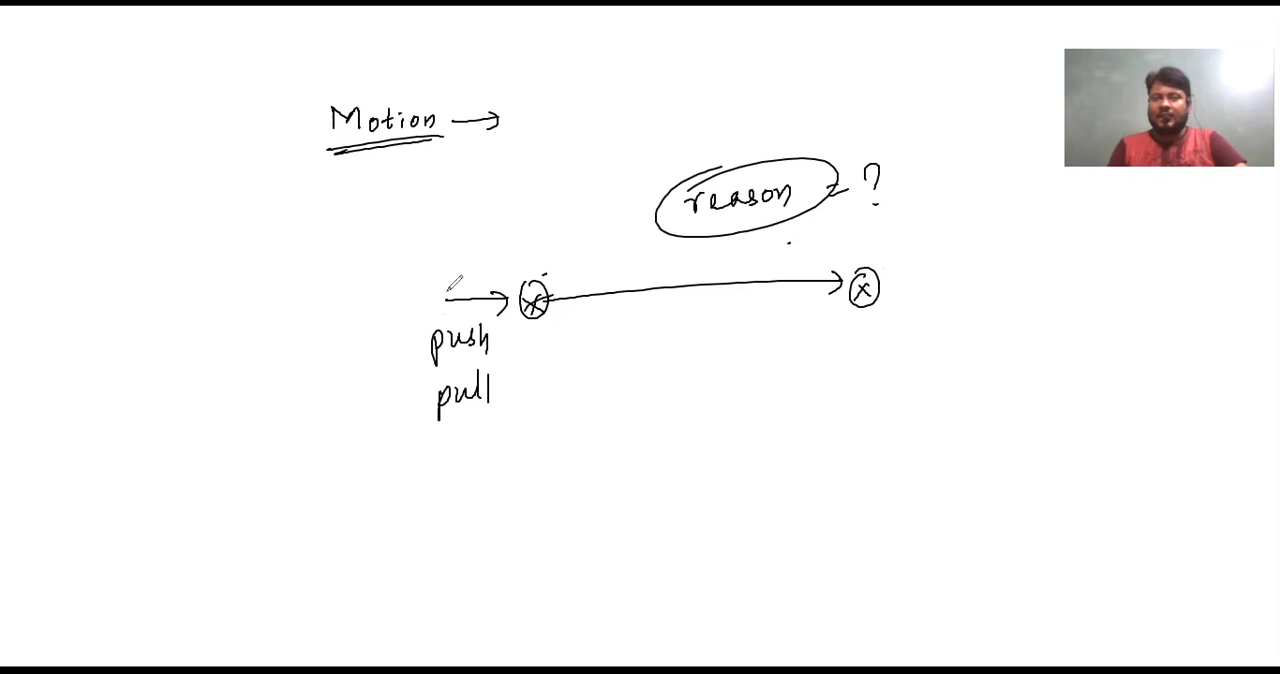 Motion →
reason = ?
x → x
push
pull